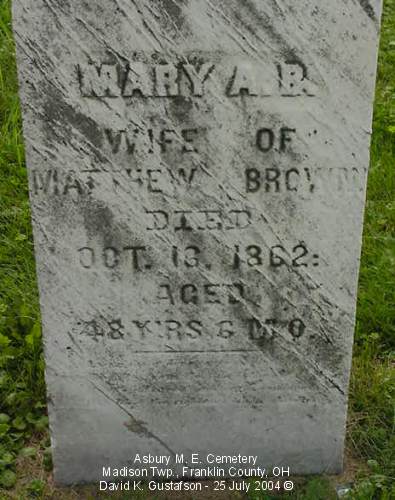 MARY A. B.
WIFE OF
MATTHEW BROWN
DIED
OCT. 13, 1862:
AGED
48 Y'RS 6 MO.
Asbury M. E. Cemetery
Madison Twp., Franklin County, OH
David K. Gustafson - 25 July 2004 ©